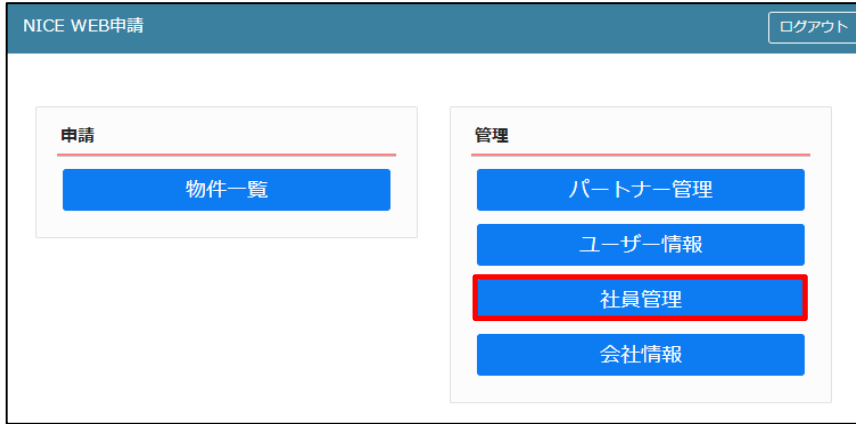 NICE WEB申請
ログアウト
申請
物件一覧
管理
パートナー管理
ユーザー情報
社員管理
会社情報